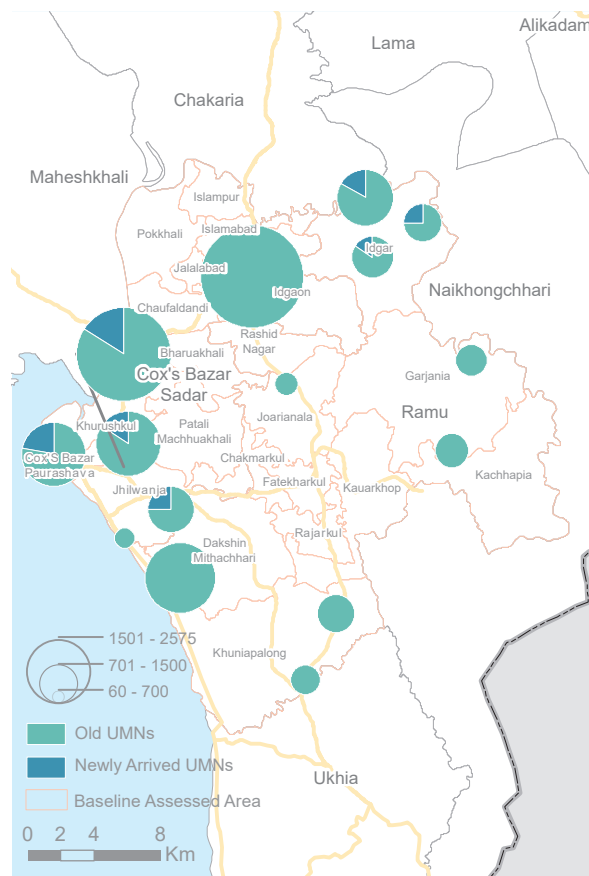 Alikadam
Lama
Chakaria
Maheshkhali
Islampur
Pokkhali
Islamabad
Idgar
Jalalabad
Idgaon
Naikhongchhari
Chaufaldandi
Rashid
Nagar
Bharuakhali
Cox's Bazar
Sadar
Garjania
Joarianala
Ramu
Khurushkul
Patali
Machhuakhali
Cox'S Bazar
Paurashava
Chakmarkul
Kachhapia
Jhilwanja
Fatekharkul
Kauarkhop
Rajarkul
Dakshin
Mithachhari
Khuniapalong
1501 - 2575
701 - 1500
60 - 700
Old UMNs
Newly Arrived UMNs
Baseline Assessed Area
Ukhia
0 2 4 8
Km